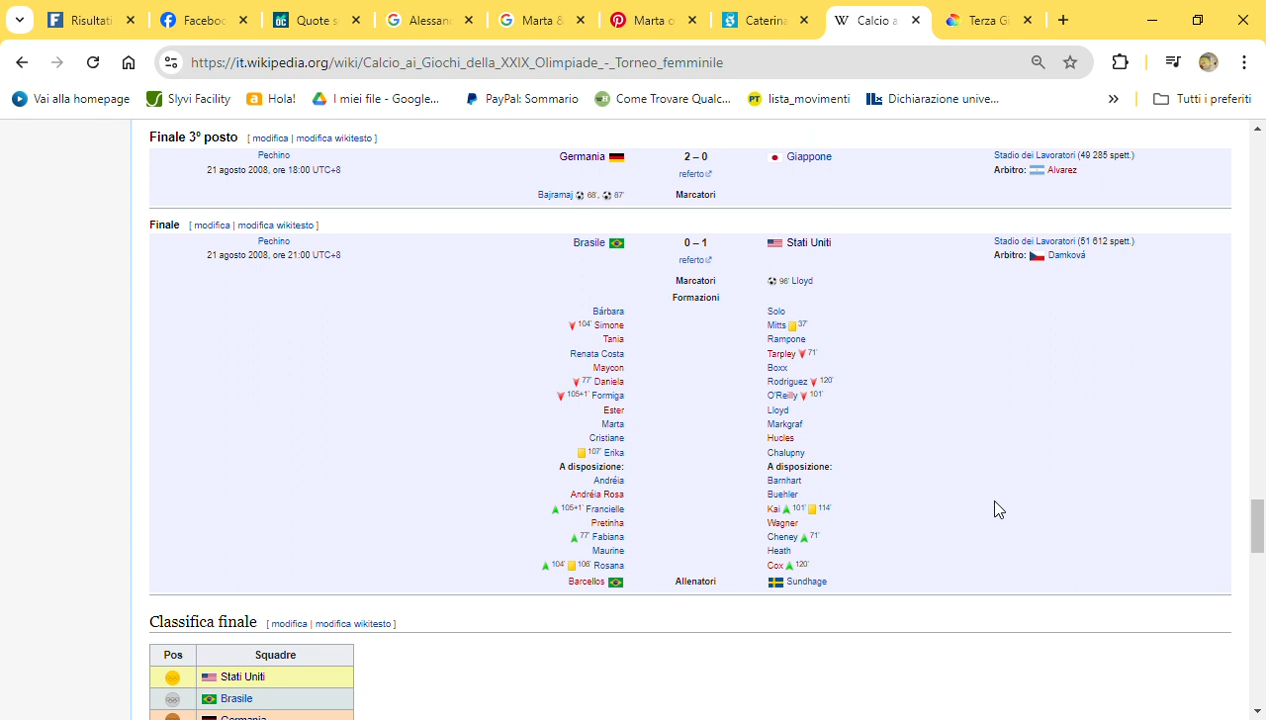 Risultati
Facebo
Quote s
Alessan
Marta &
Marta o
Caterina
Calcio a
Terza Gi
https://it.wikipedia.org/wiki/Calcio_ai_Giochi_della_XXIX_Olimpiade_-_Torneo_femminile
Vai alla homepage Slyvi Facility Hola! I miei file - Google... PayPal: Sommario Come Trovare Qualc... lista_movimenti Dichiarazione unive... » Tutti i preferiti
Finale 3º posto [ modifica | modifica wikitesto ]
Pechino Germania 2 – 0 Giappone Stadio dei Lavoratori (49 285 spett.)
21 agosto 2008, ore 18:00 UTC+8 referto Arbitro: Alvarez
Bajramaj 68', 87' Marcatori
Finale [ modifica | modifica wikitesto ]
Pechino Brasile 0 – 1 Stati Uniti Stadio dei Lavoratori (51 612 spett.)
21 agosto 2008, ore 21:00 UTC+8 referto Arbitro: Damková
Marcatori 96' Lloyd
Formazioni
Bárbara Solo
104' Simone Mitts 37'
Tania Rampone
Renata Costa Tarpley 71'
Maycon Boxx
77' Daniela Rodriguez 120'
105+1' Formiga O'Reilly 101'
Ester Lloyd
Marta Markgraf
Cristiane Hucles
107' Erika Chalupny
A disposizione: A disposizione:
Andréia Barnhart
Andréia Rosa Buehler
105+1' Francielle Kai 101' 114'
Pretinha Wagner
77' Fabiana Cheney 71'
Maurine Heath
104' 106' Rosana Cox 120'
Barcellos Allenatori Sundhage
Classifica finale [ modifica | modifica wikitesto ]
Pos Squadre
Stati Uniti
Brasile
Germania